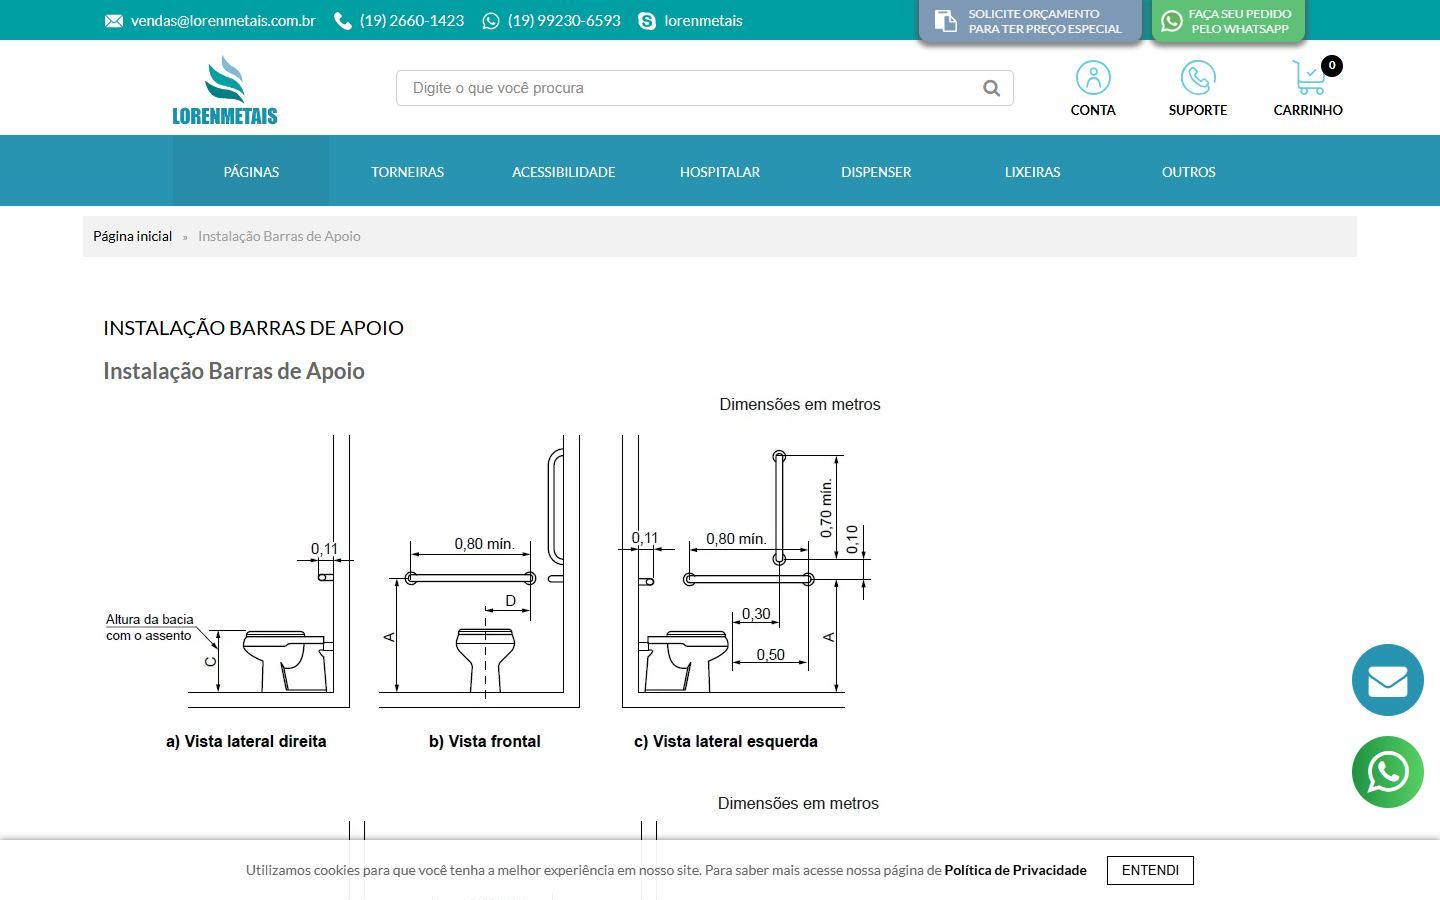 vendas@lorenmetais.com.br
(19) 2660-1423
(19) 99230-6593
lorenmetais
SOLICITE ORÇAMENTO
PARA TER PREÇO ESPECIAL
FAÇA SEU PEDIDO
PELO WHATSAPP
LORENMETAIS
Digite o que você procura
CONTA
SUPORTE
0
CARRINHO
PÁGINAS
TORNEIRAS
ACESSIBILIDADE
HOSPITALAR
DISPENSER
LIXEIRAS
OUTROS
Página inicial » Instalação Barras de Apoio
INSTALAÇÃO BARRAS DE APOIO
Instalação Barras de Apoio
Dimensões em metros
0,11
Altura da bacia
com o assento
C
a) Vista lateral direita
0,80 mín.
D
A
b) Vista frontal
0,11
0,80 mín.
0,70 mín.
0,10
0,30
0,50
A
c) Vista lateral esquerda
Dimensões em metros
Utilizamos cookies para que você tenha a melhor experiência em nosso site. Para saber mais acesse nossa página de Política de Privacidade
ENTENDI